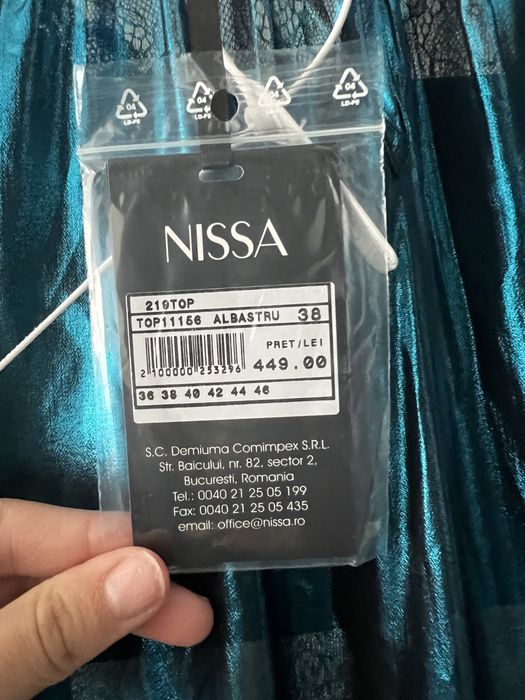 04 04 04 04
LD-PE LD-PE LD-PE LD-PE
NISSA
219TOP
TOP11156 ALBASTRU 38
PRET/LEI
449.00
2 100000 253296
36 38 40 42 44 46
S.C. Demiuma Comimpex S.R.L.
Str. Baicului, nr. 82, sector 2,
Bucuresti, Romania
Tel.: 0040 21 25 05 199
Fax: 0040 21 25 05 435
email: office@nissa.ro